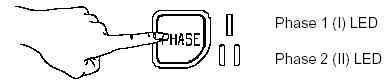 PHASE
Phase 1 (I) LED
Phase 2 (II) LED